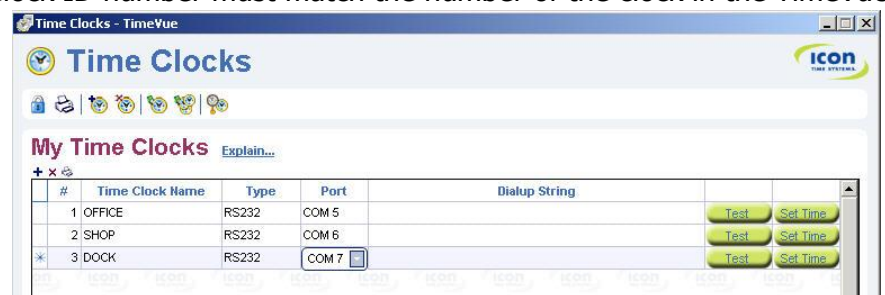 ock ID number must match the number of the clock in the TimeVue
Time Clocks - TimeVue
Time Clocks
icon
TIME SYSTEMS
My Time Clocks Explain...
# Time Clock Name Type Port Dialup String
1 OFFICE RS232 COM 5 Test Set Time
2 SHOP RS232 COM 6 Test Set Time
3 DOCK RS232 COM 7 Test Set Time